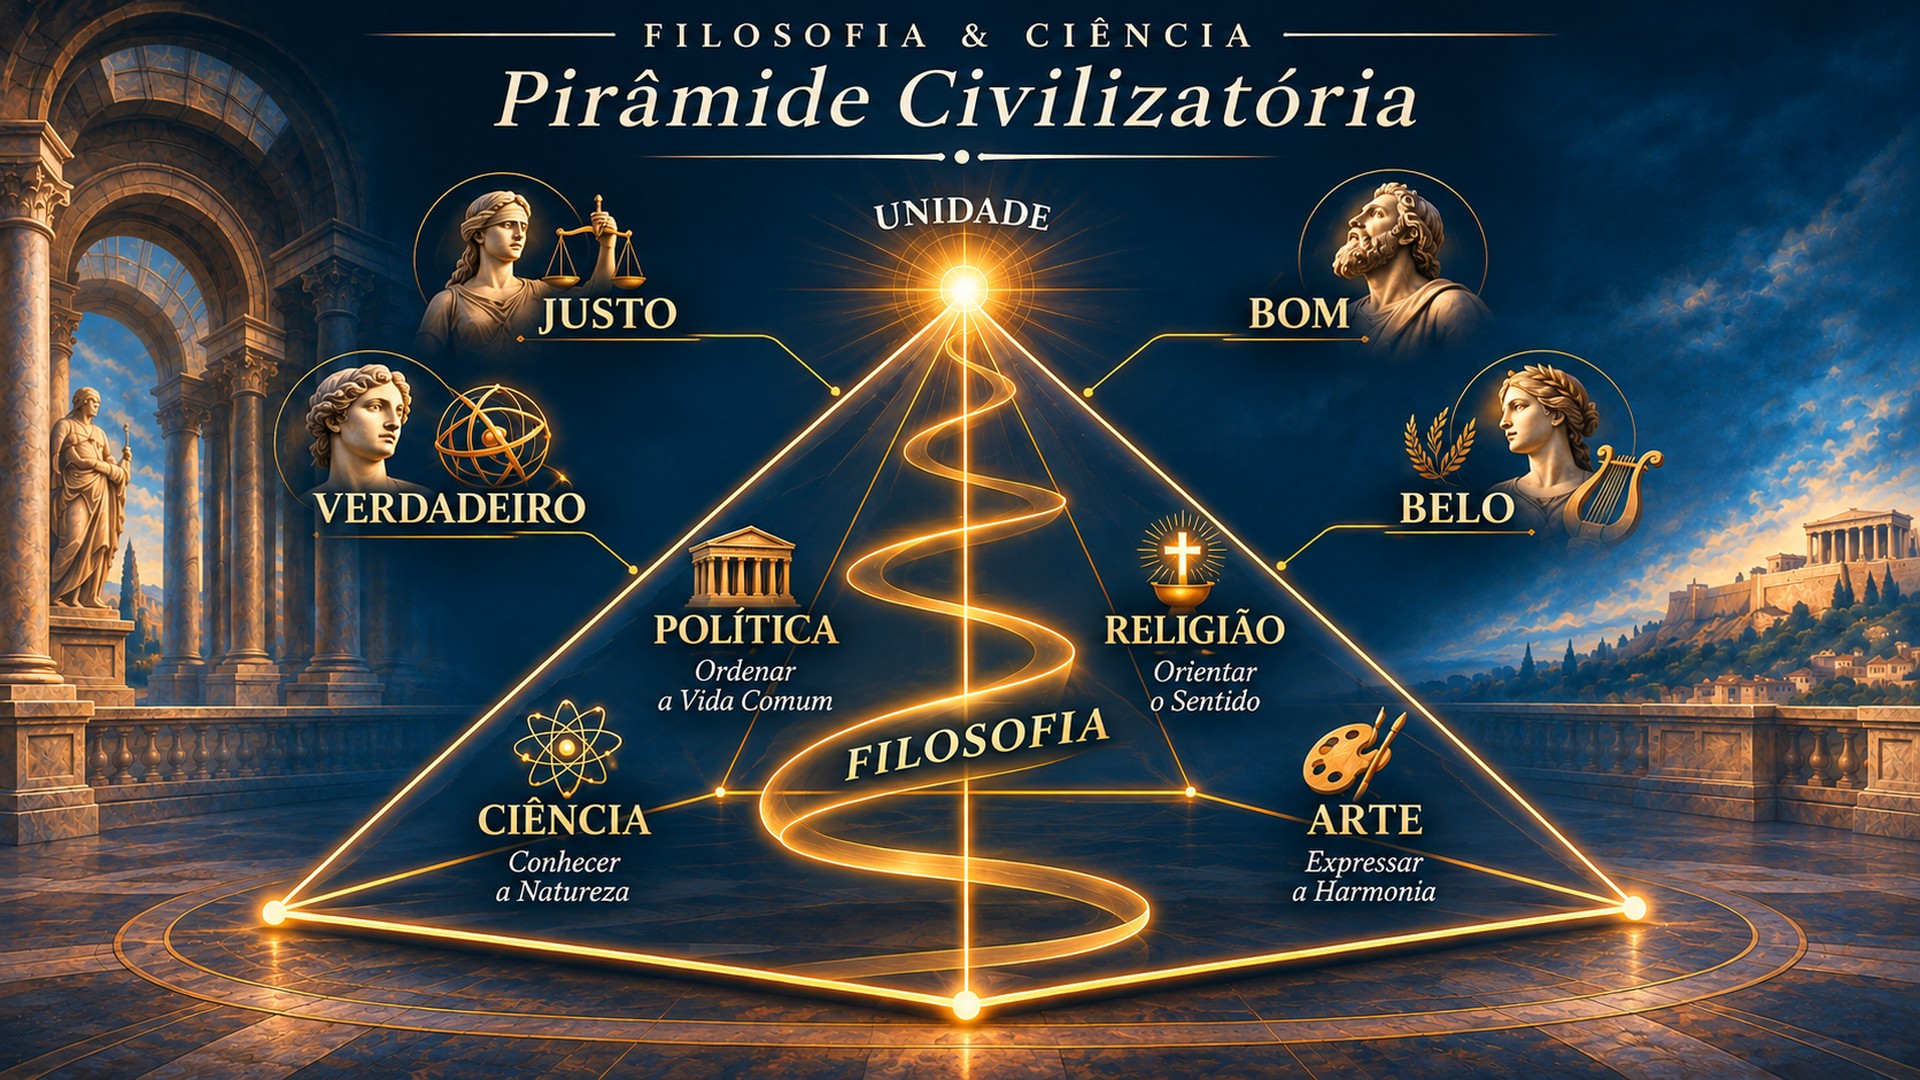 FILOSOFIA & CIÊNCIA
Pirâmide Civilizatória
UNIDADE
JUSTO
BOM
VERDADEIRO
BELO
POLÍTICA
Ordenar
a Vida Comum
RELIGIÃO
Orientar
o Sentido
FILOSOFIA
CIÊNCIA
Conhecer
a Natureza
ARTE
Expressar
a Harmonia